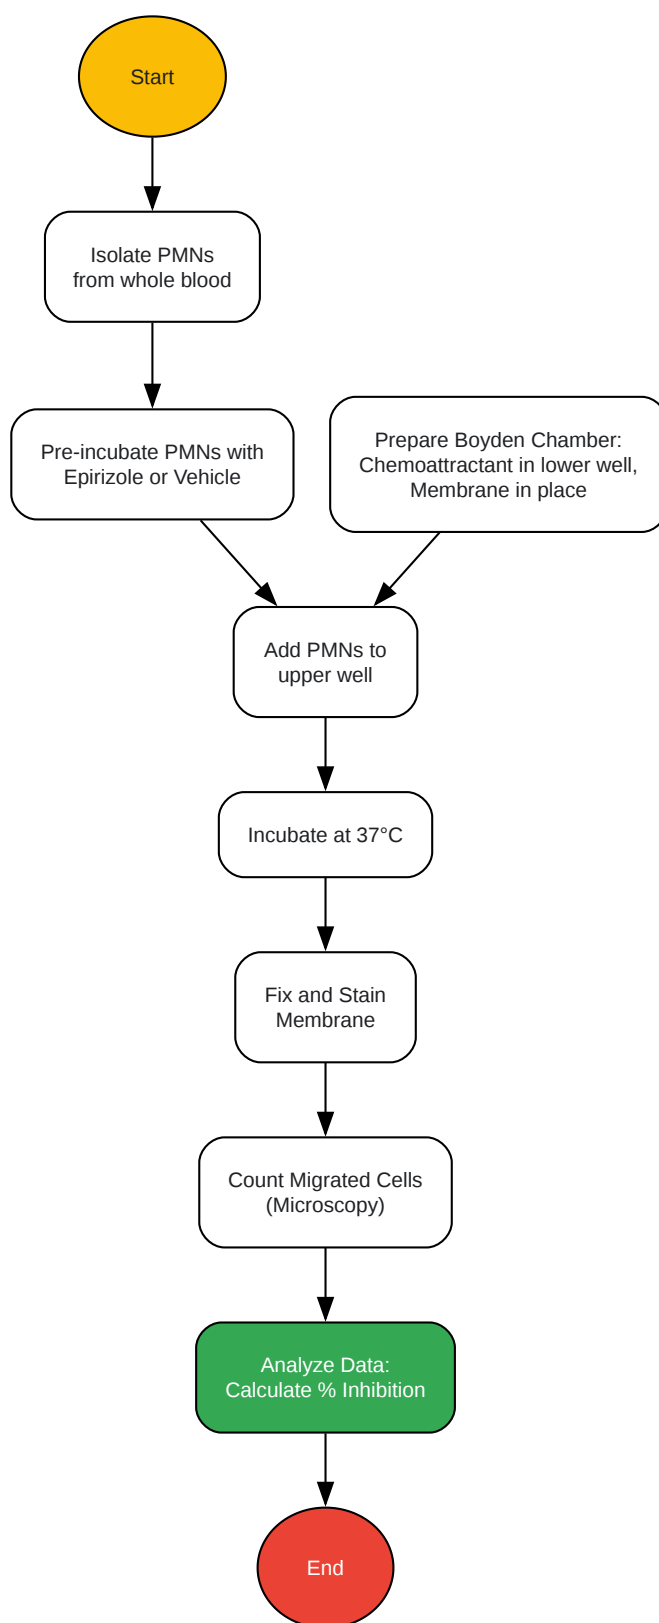 Start
Isolate PMNs
from whole blood
Pre-incubate PMNs with
Epirizole or Vehicle
Prepare Boyden Chamber:
Chemoattractant in lower well,
Membrane in place
Add PMNs to
upper well
Incubate at 37°C
Fix and Stain
Membrane
Count Migrated Cells
(Microscopy)
Analyze Data:
Calculate % Inhibition
End